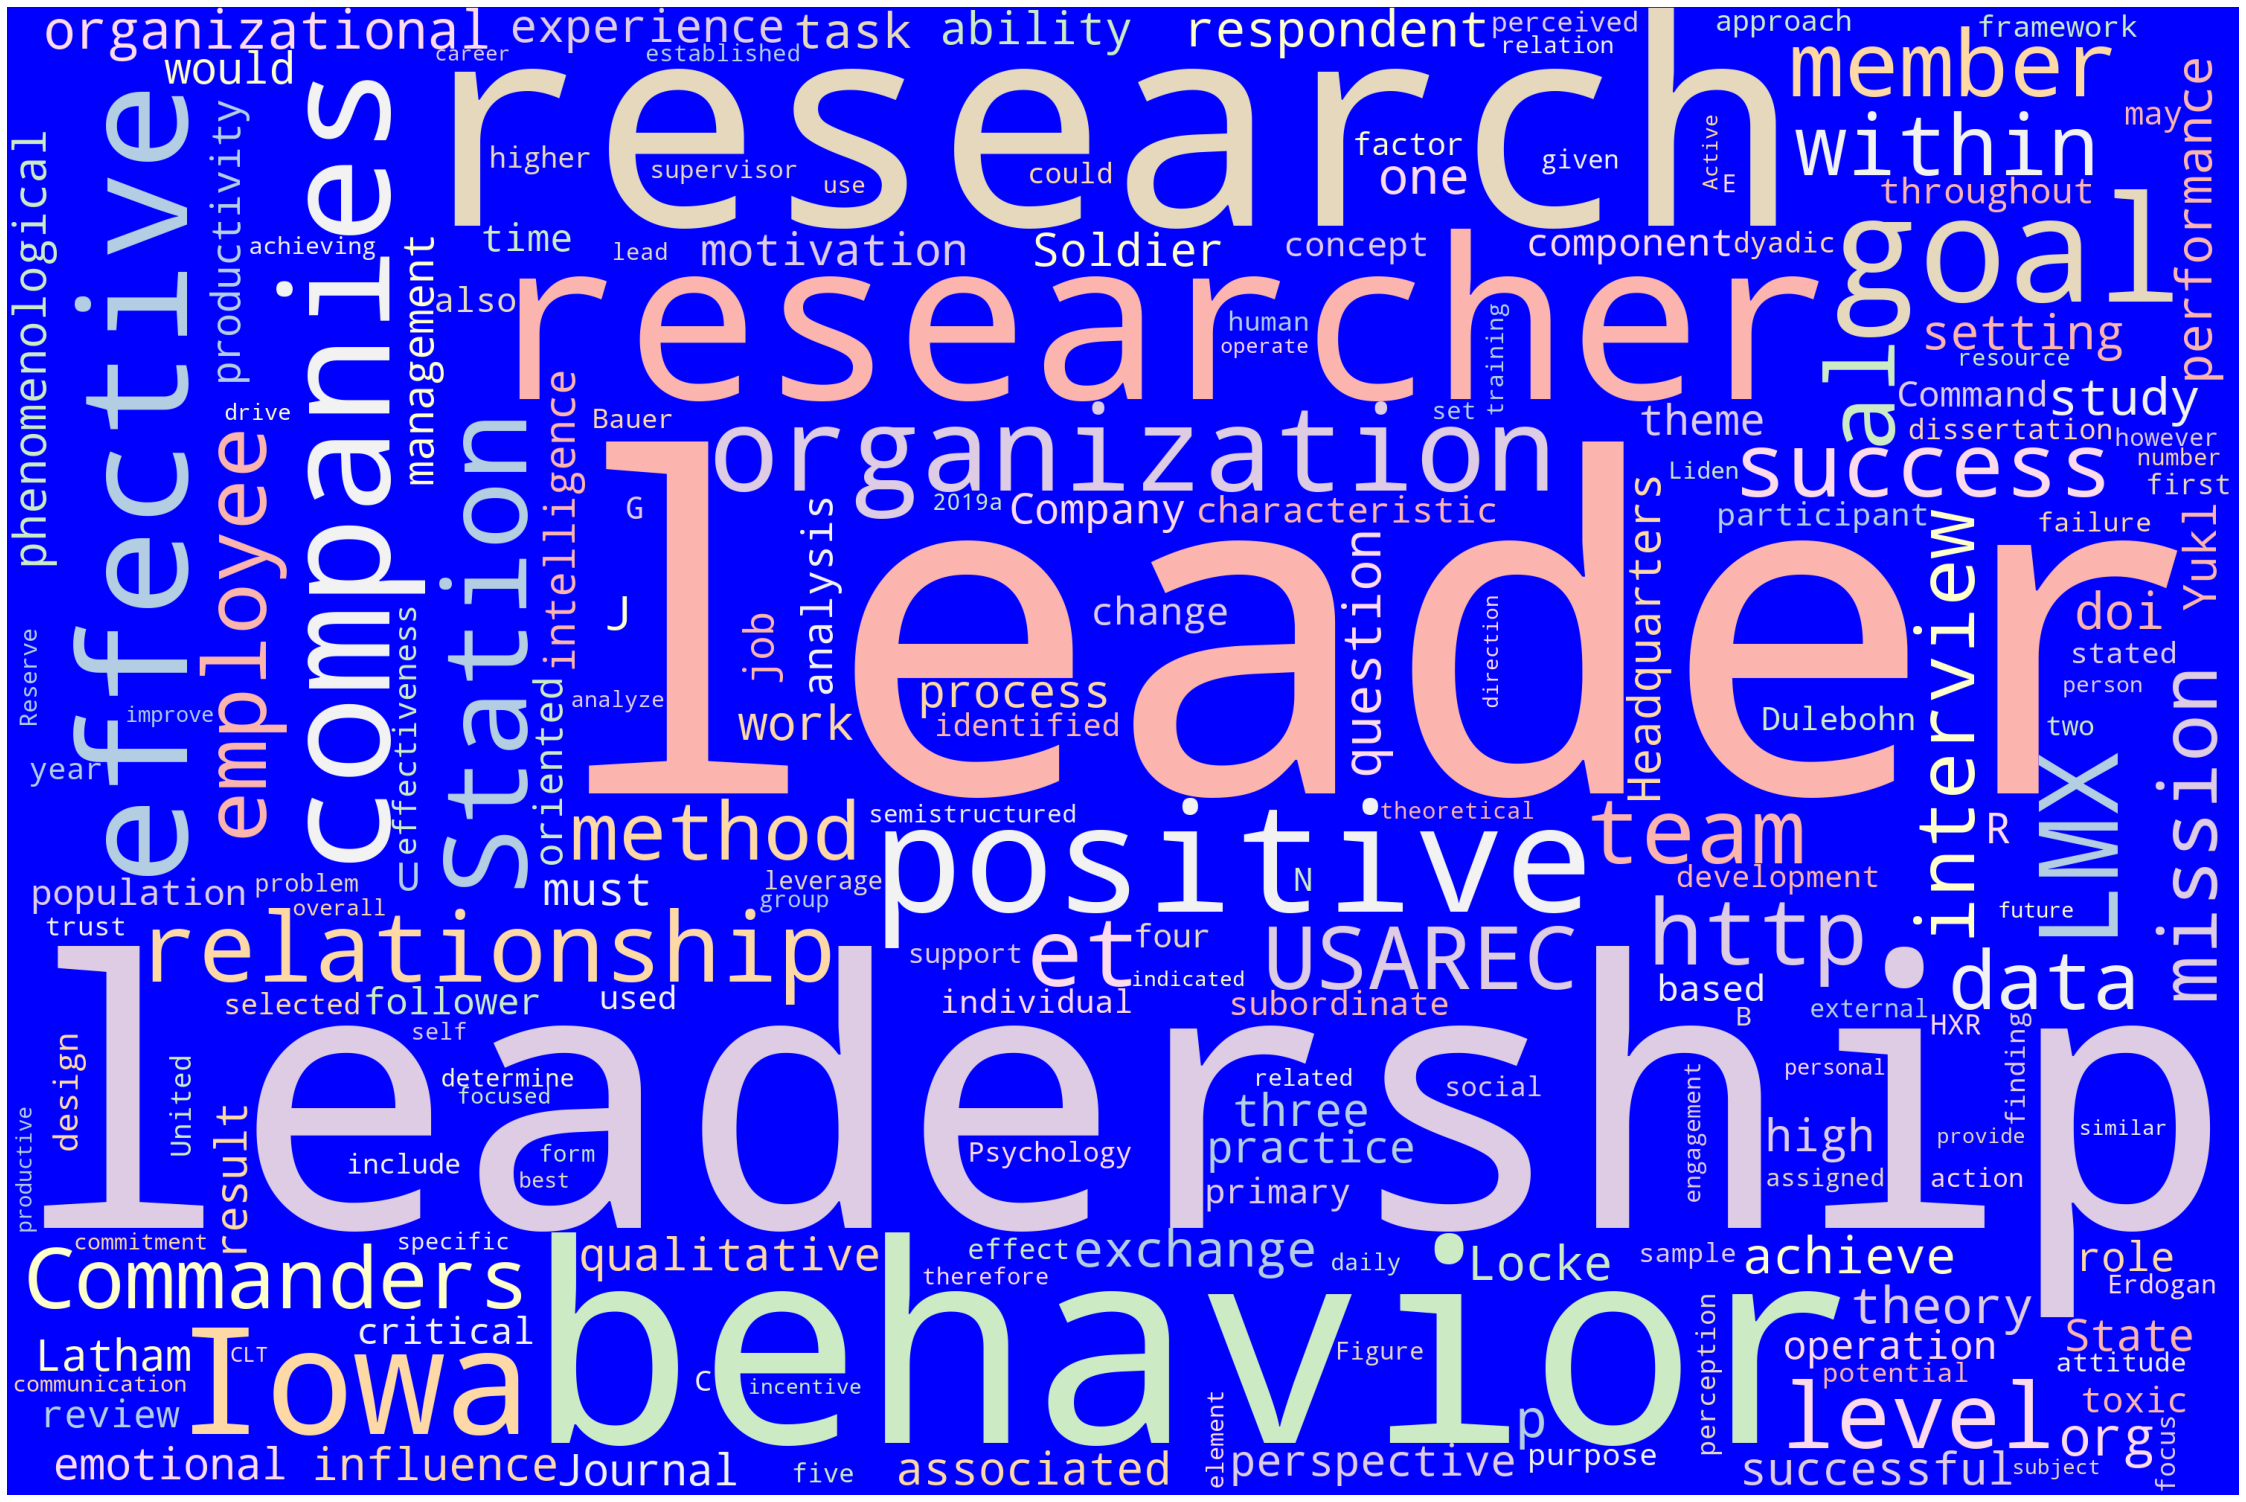 organizational
experience
task
ability
respondent
perceived
relation
approach
framework
career
established
would
research
member
may
performance
effective
companies
phenomenological
productivity
higher
supervisor
use
could
factor
one
given
Active
E
within
throughout
goal
achieving
management
time
lead
motivation
Soldier
concept
component
dyadic
also
researcher
human
operate
training
al
setting
resource
drive
employee
Station
intelligence
Bauer
set
theme
Command
study
dissertation
however
number
first
success
Liden
organization
2019a
Company
characteristic
G
J
analysis
leader
question
Headquarters
participant
interview
failure
Yukl
doi
stated
person
two
Dulebohn
change
direction
job
process
identified
work
analyze
oriented
effectiveness
Reserve
improve
year
U
LMX
mission
R
method
semistructured
positive
theoretical
team
development
must
leverage
group
N
population
problem
overall
trust
relationship
http
future
et
four
indicated
support
USAREC
data
selected
follower
used
individual
subordinate
based
B
external
HXR
self
leadership
design
United
result
productive
determine
focused
include
form
best
Psychology
related
three
practice
primary
social
engagement
personal
high
assigned
provide
similar
action
finding
commitment
specific
Commanders
qualitative
effect
therefore
exchange
daily
Locke
sample
achieve
role
Erdogan
theory
behavior
critical
Latham
Iowa
CLT
communication
review
C
incentive
Figure
perception
operation
State
attitude
potential
toxic
level
org
focus
p
emotional
influence
Journal
five
associated
element
perspective
purpose
successful
subject